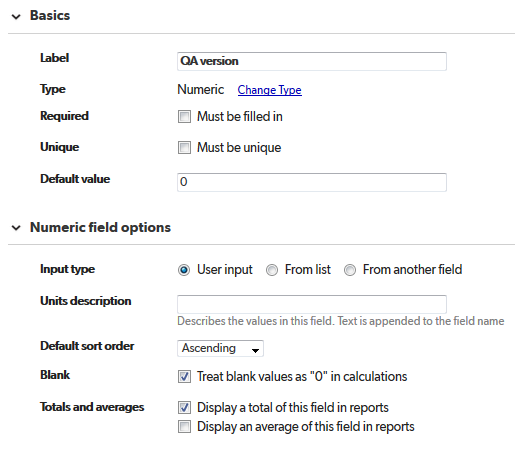 Basics
Label QA version
Type Numeric Change Type
Required Must be filled in
Unique Must be unique
Default value 0
Numeric field options
Input type User input From list From another field
Units description
Describes the values in this field. Text is appended to the field name
Default sort order Ascending
Blank Treat blank values as "0" in calculations
Totals and averages Display a total of this field in reports
Display an average of this field in reports